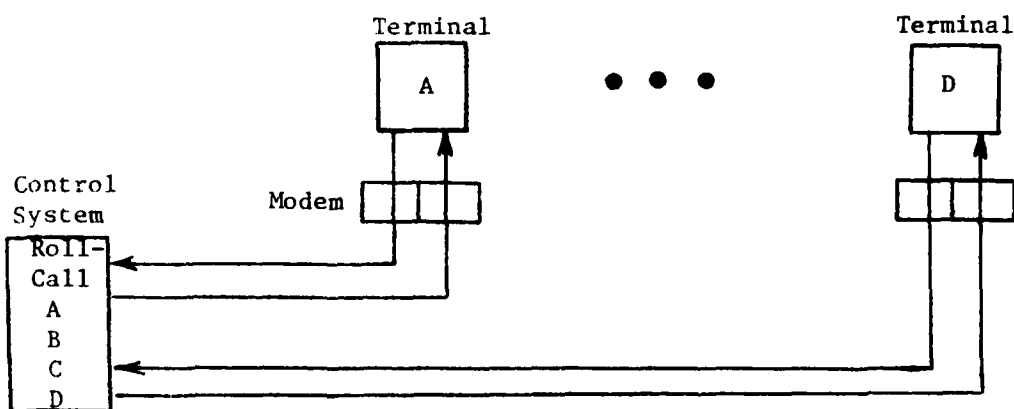 Terminal
Terminal
A
D
Modem
Control
System
Roll-
Call
A
B
C
D